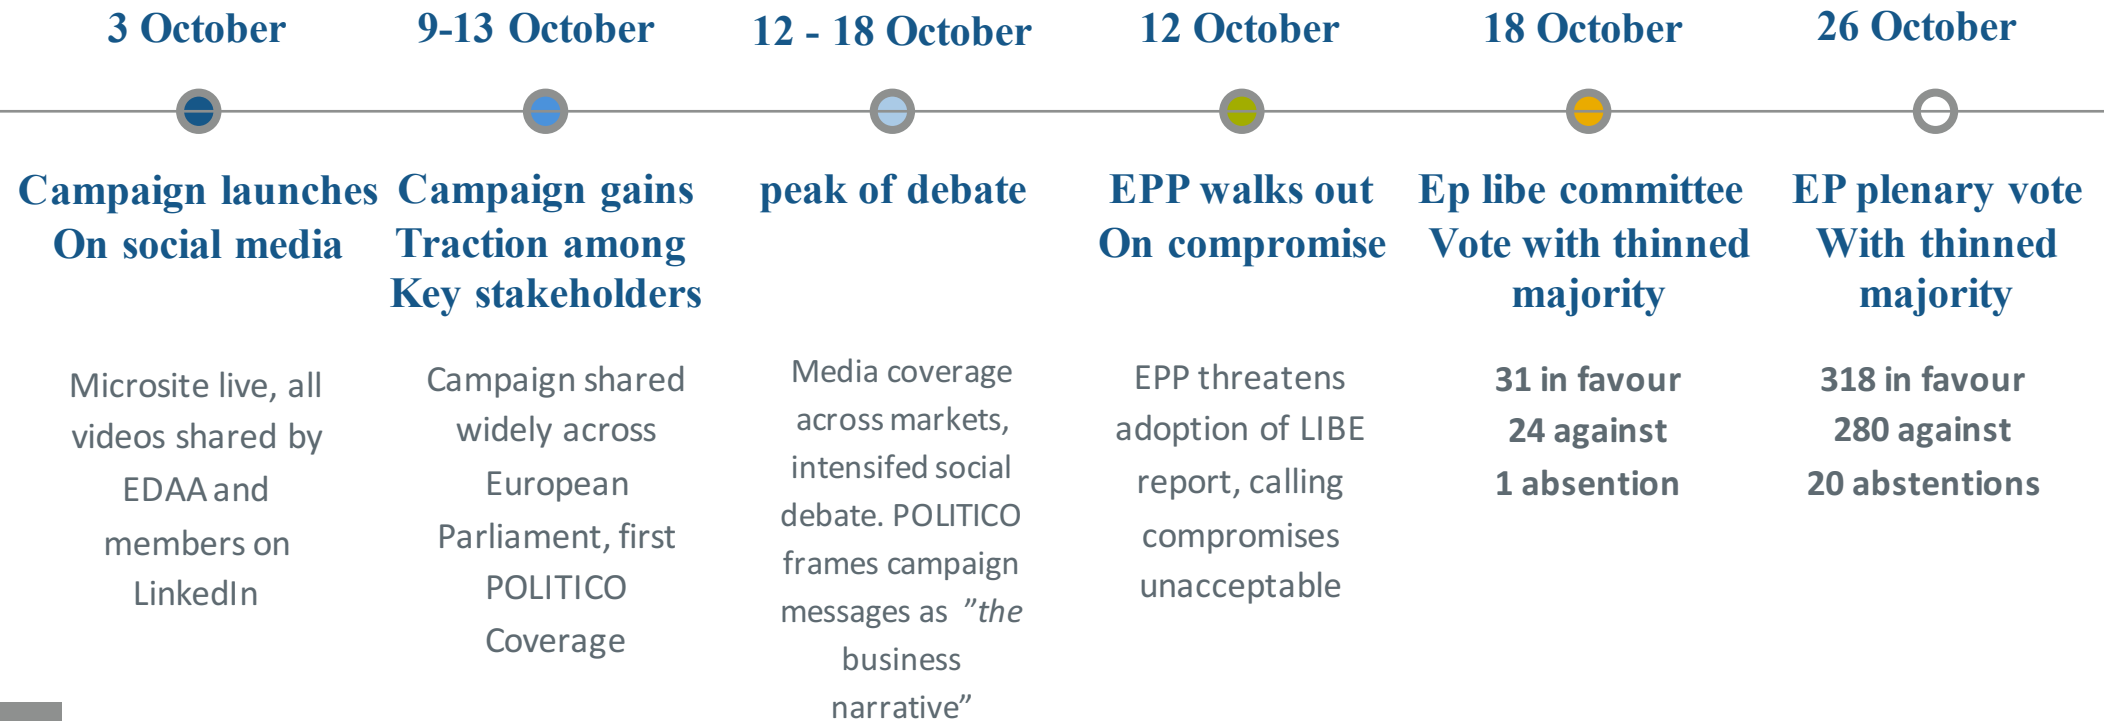 3 October
Campaign launches
On social media
Microsite live, all
videos shared by
EDAA and
members on
LinkedIn
9-13 October
Campaign gains
Traction among
Key stakeholders
Campaign shared
widely across
European
Parliament, first
POLITICO
Coverage
12 - 18 October
peak of debate
Media coverage
across markets,
intensifed social
debate. POLITICO
frames campaign
messages as ”the
business
narrative”
12 October
EPP walks out
On compromise
EPP threatens
adoption of LIBE
report, calling
compromises
unacceptable
18 October
Ep libe committee
Vote with thinned
majority
31 in favour
24 against
1 absention
26 October
EP plenary vote
With thinned
majority
318 in favour
280 against
20 abstentions